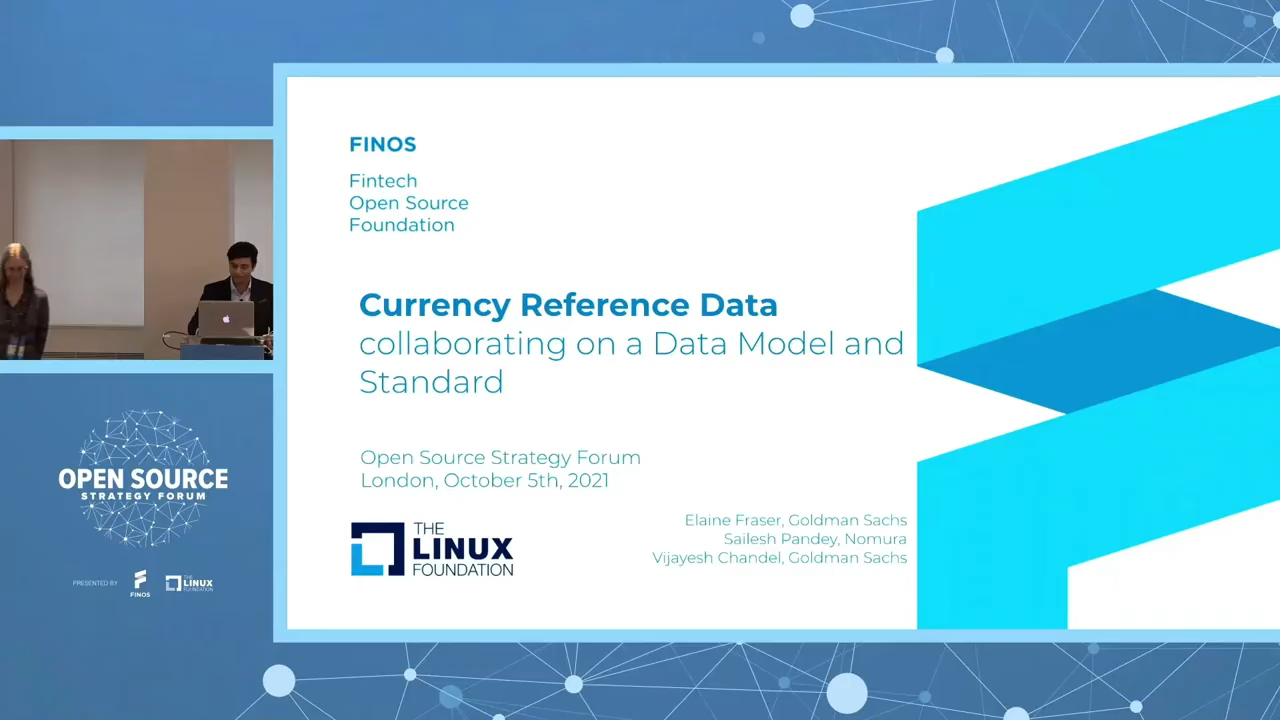 FINOS
Fintech
Open Source
Foundation
Currency Reference Data
collaborating on a Data Model and
Standard
Open Source Strategy Forum
London, October 5th, 2021
THE
LINUX
FOUNDATION
Elaine Fraser, Goldman Sachs
Sailesh Pandey, Nomura
Vijayesh Chandel, Goldman Sachs
OPEN SOURCE
STRATEGY FORUM
PRESENTED BY
FINOS
THE
LINUX
FOUNDATION